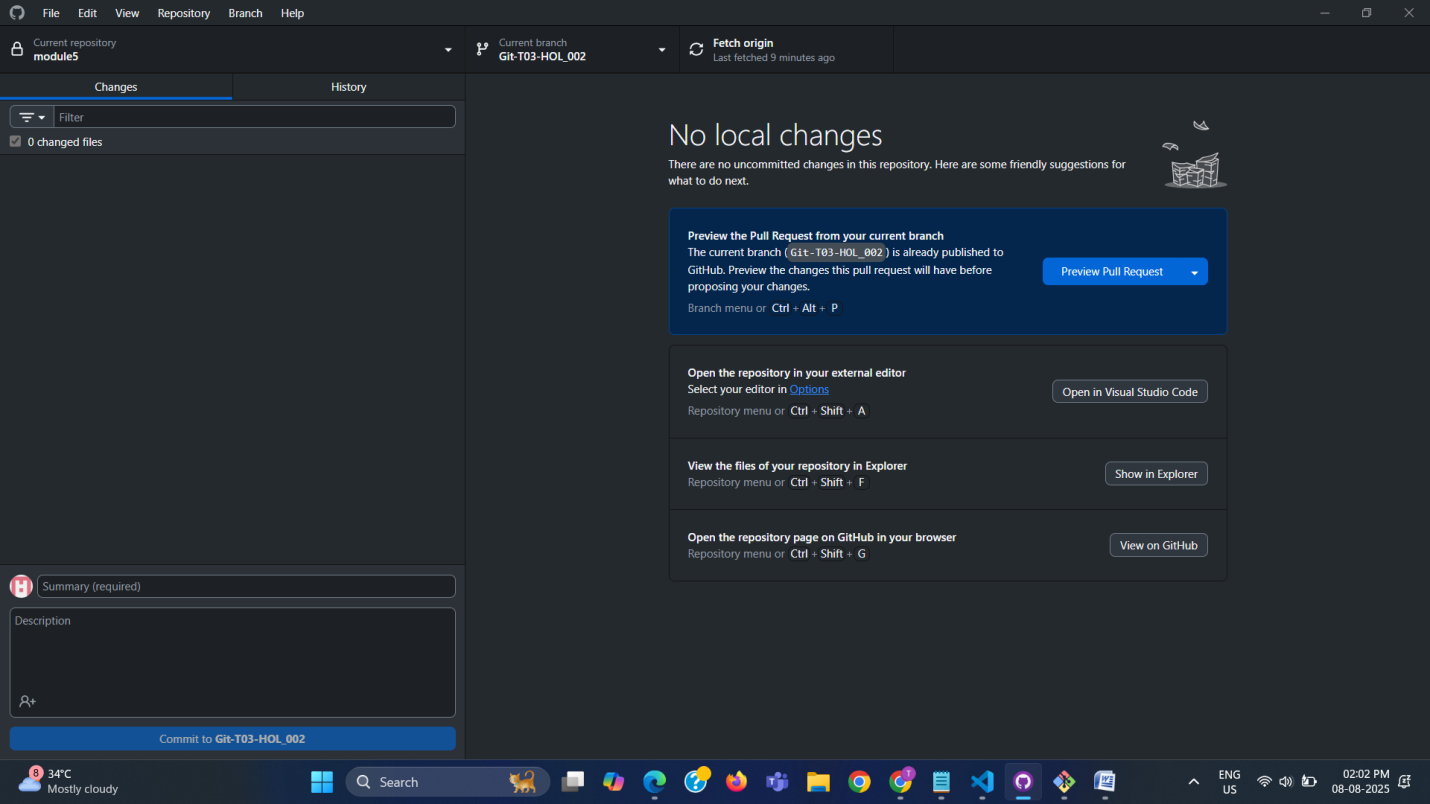 File Edit View Repository Branch Help
Current repository
module5
Current branch
Git-T03-HOL_002
Fetch origin
Last fetched 9 minutes ago
Changes
History
Filter
0 changed files
No local changes
There are no uncommitted changes in this repository. Here are some friendly suggestions for
what to do next.
Preview the Pull Request from your current branch
The current branch (Git-T03-HOL_002) is already published to
GitHub. Preview the changes this pull request will have before
proposing your changes.
Branch menu or Ctrl + Alt + P
Preview Pull Request
Open the repository in your external editor
Select your editor in Options
Repository menu or Ctrl + Shift + A
Open in Visual Studio Code
View the files of your repository in Explorer
Repository menu or Ctrl + Shift + F
Show in Explorer
Open the repository page on GitHub in your browser
Repository menu or Ctrl + Shift + G
View on GitHub
Summary (required)
Description
Commit to Git-T03-HOL_002
8
34°C
Mostly cloudy
Search
T
ENG
US
02:02 PM
08-08-2025